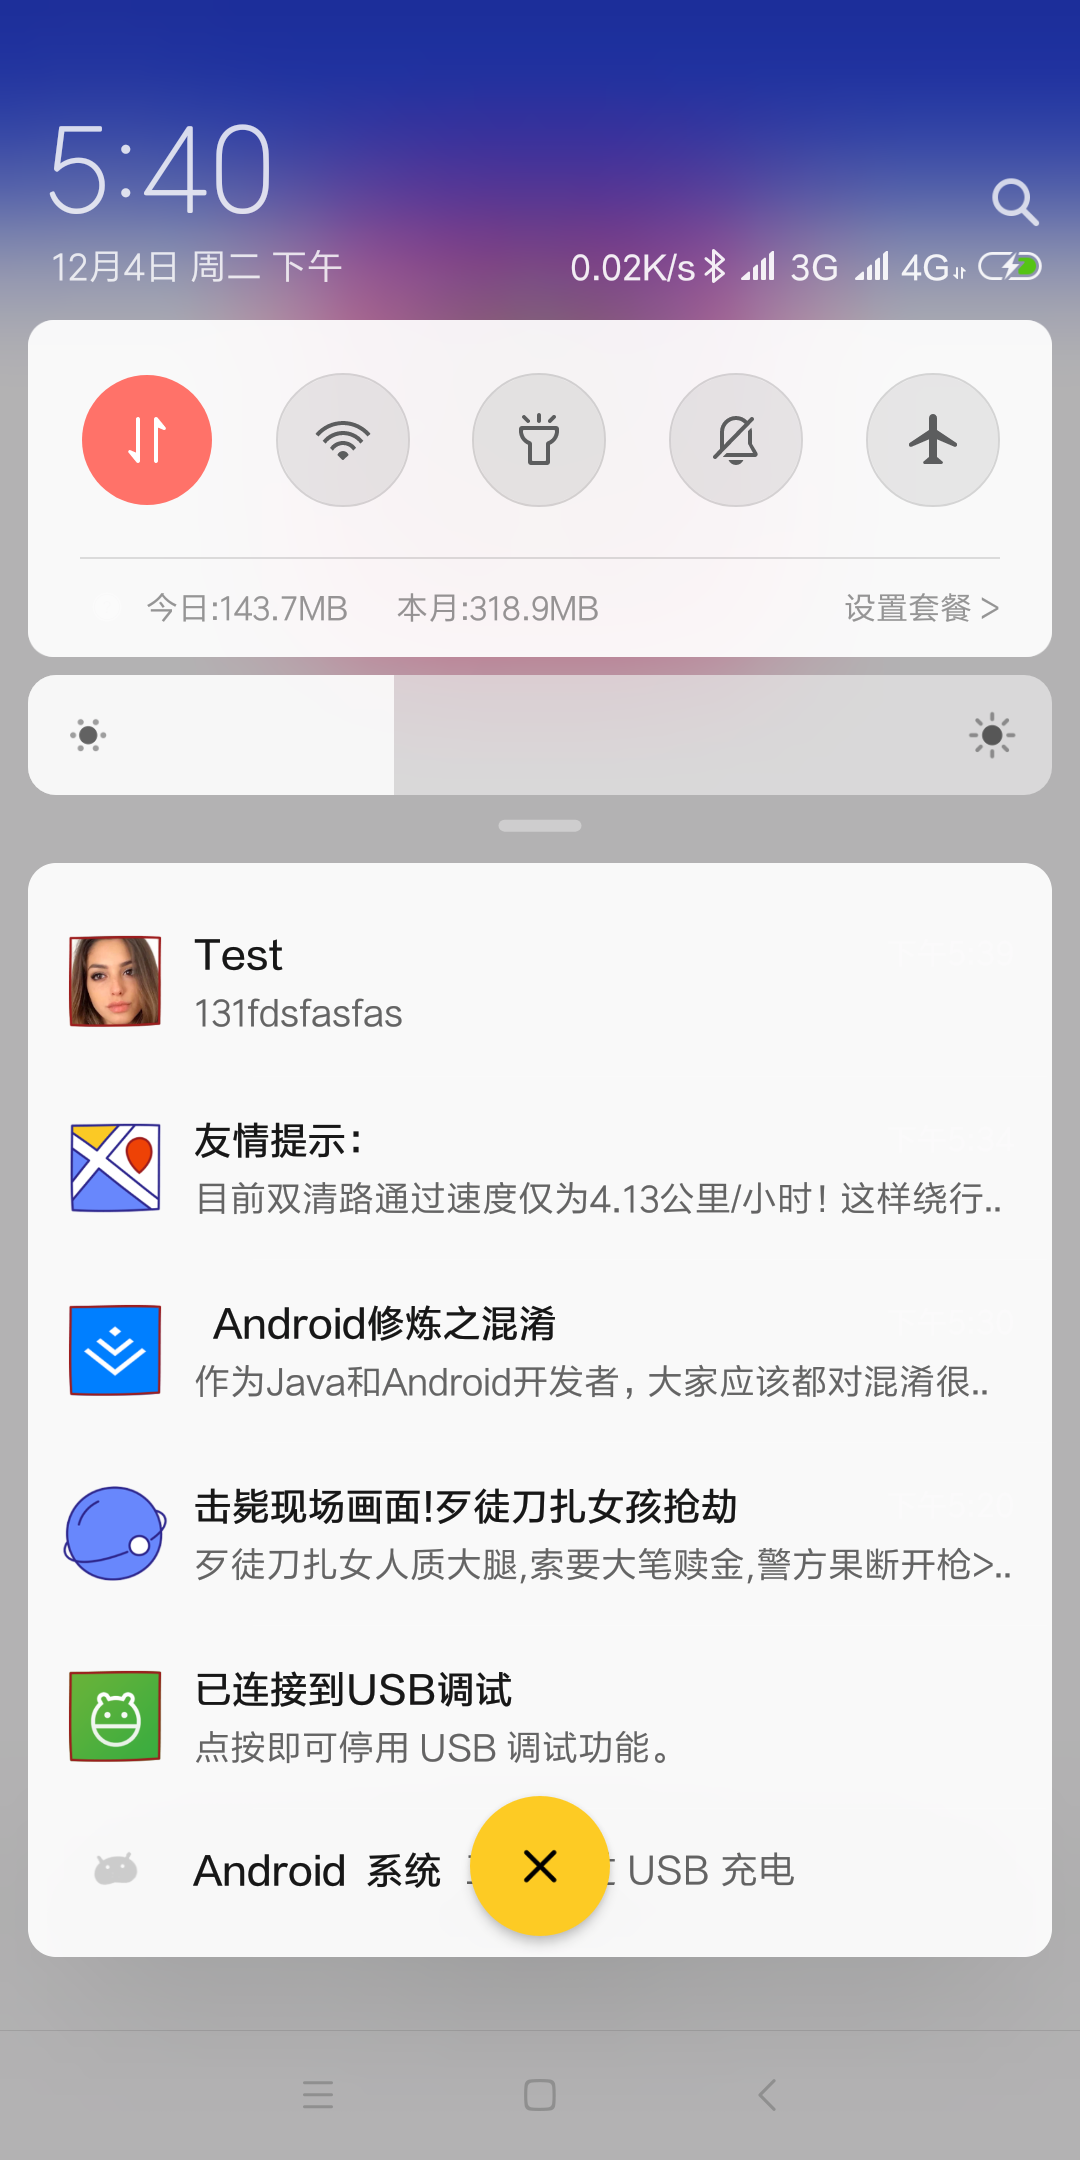 5:40
12月4日 周二 下午
0.02K/s 3G 4G
今日:143.7MB 本月:318.9MB 设置套餐 >
Test
131fdsfasfas
友情提示：
目前双清路通过速度仅为4.13公里/小时！这样绕行..
Android修炼之混淆
作为Java和Android开发者，大家应该都对混淆很..
击毙现场画面!歹徒刀扎女孩抢劫
歹徒刀扎女人质大腿,索要大笔赎金,警方果断开枪>..
已连接到USB调试
点按即可停用 USB 调试功能。
Android 系统 USB 充电